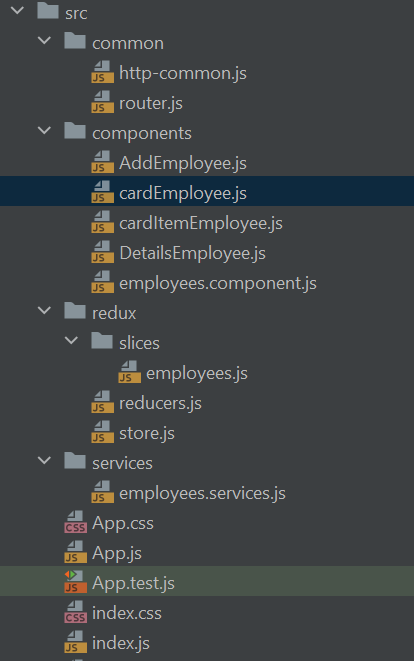 src
common
http-common.js
router.js
components
AddEmployee.js
cardEmployee.js
cardItemEmployee.js
DetailsEmployee.js
employees.component.js
redux
slices
employees.js
reducers.js
store.js
services
employees.services.js
App.css
App.js
App.test.js
index.css
index.js